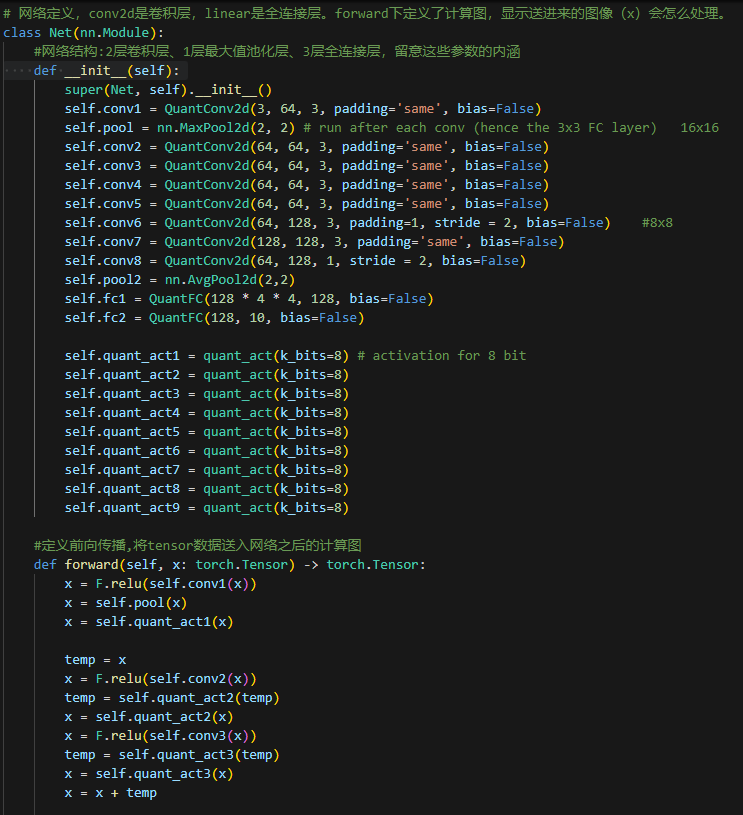 # 网络定义，conv2d是卷积层，linear是全连接层。forward下定义了计算图，显示送进来的图像（x）会怎么处理。
class Net(nn.Module):
    #网络结构:2层卷积层、1层最大值池化层、3层全连接层，留意这些参数的内涵
    def __init__(self):
        super(Net, self).__init__()
        self.conv1 = QuantConv2d(3, 64, 3, padding='same', bias=False)
        self.pool = nn.MaxPool2d(2, 2) # run after each conv (hence the 3x3 FC layer)   16x16
        self.conv2 = QuantConv2d(64, 64, 3, padding='same', bias=False)
        self.conv3 = QuantConv2d(64, 64, 3, padding='same', bias=False)
        self.conv4 = QuantConv2d(64, 64, 3, padding='same', bias=False)
        self.conv5 = QuantConv2d(64, 64, 3, padding='same', bias=False)
        self.conv6 = QuantConv2d(64, 128, 3, padding=1, stride = 2, bias=False)    #8x8
        self.conv7 = QuantConv2d(128, 128, 3, padding='same', bias=False)
        self.conv8 = QuantConv2d(64, 128, 1, stride = 2, bias=False)
        self.pool2 = nn.AvgPool2d(2,2)
        self.fc1 = QuantFC(128 * 4 * 4, 128, bias=False)
        self.fc2 = QuantFC(128, 10, bias=False)

        self.quant_act1 = quant_act(k_bits=8) # activation for 8 bit
        self.quant_act2 = quant_act(k_bits=8)
        self.quant_act3 = quant_act(k_bits=8)
        self.quant_act4 = quant_act(k_bits=8)
        self.quant_act5 = quant_act(k_bits=8)
        self.quant_act6 = quant_act(k_bits=8)
        self.quant_act7 = quant_act(k_bits=8)
        self.quant_act8 = quant_act(k_bits=8)
        self.quant_act9 = quant_act(k_bits=8)

    #定义前向传播,将tensor数据送入网络之后的计算图
    def forward(self, x: torch.Tensor) -> torch.Tensor:
        x = F.relu(self.conv1(x))
        x = self.pool(x)
        x = self.quant_act1(x)

        temp = x
        x = F.relu(self.conv2(x))
        temp = self.quant_act2(temp)
        x = self.quant_act2(x)
        x = F.relu(self.conv3(x))
        temp = self.quant_act3(temp)
        x = self.quant_act3(x)
        x = x + temp